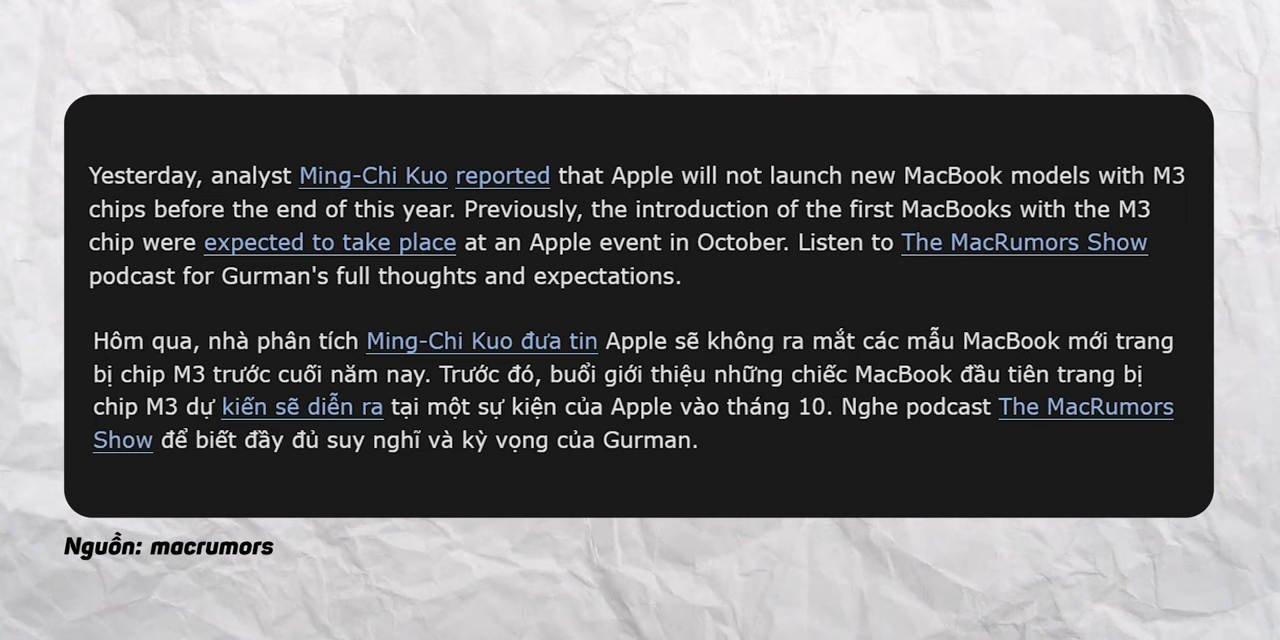 Yesterday, analyst Ming-Chi Kuo reported that Apple will not launch new MacBook models with M3
chips before the end of this year. Previously, the introduction of the first MacBooks with the M3
chip were expected to take place at an Apple event in October. Listen to The MacRumors Show
podcast for Gurman's full thoughts and expectations.
Hôm qua, nhà phân tích Ming-Chi Kuo đưa tin Apple sẽ không ra mắt các mẫu MacBook mới trang
bị chip M3 trước cuối năm nay. Trước đó, buổi giới thiệu những chiếc MacBook đầu tiên trang bị
chip M3 dự kiến sẽ diễn ra tại một sự kiện của Apple vào tháng 10. Nghe podcast The MacRumors
Show để biết đầy đủ suy nghĩ và kỳ vọng của Gurman.
Nguồn: macrumors